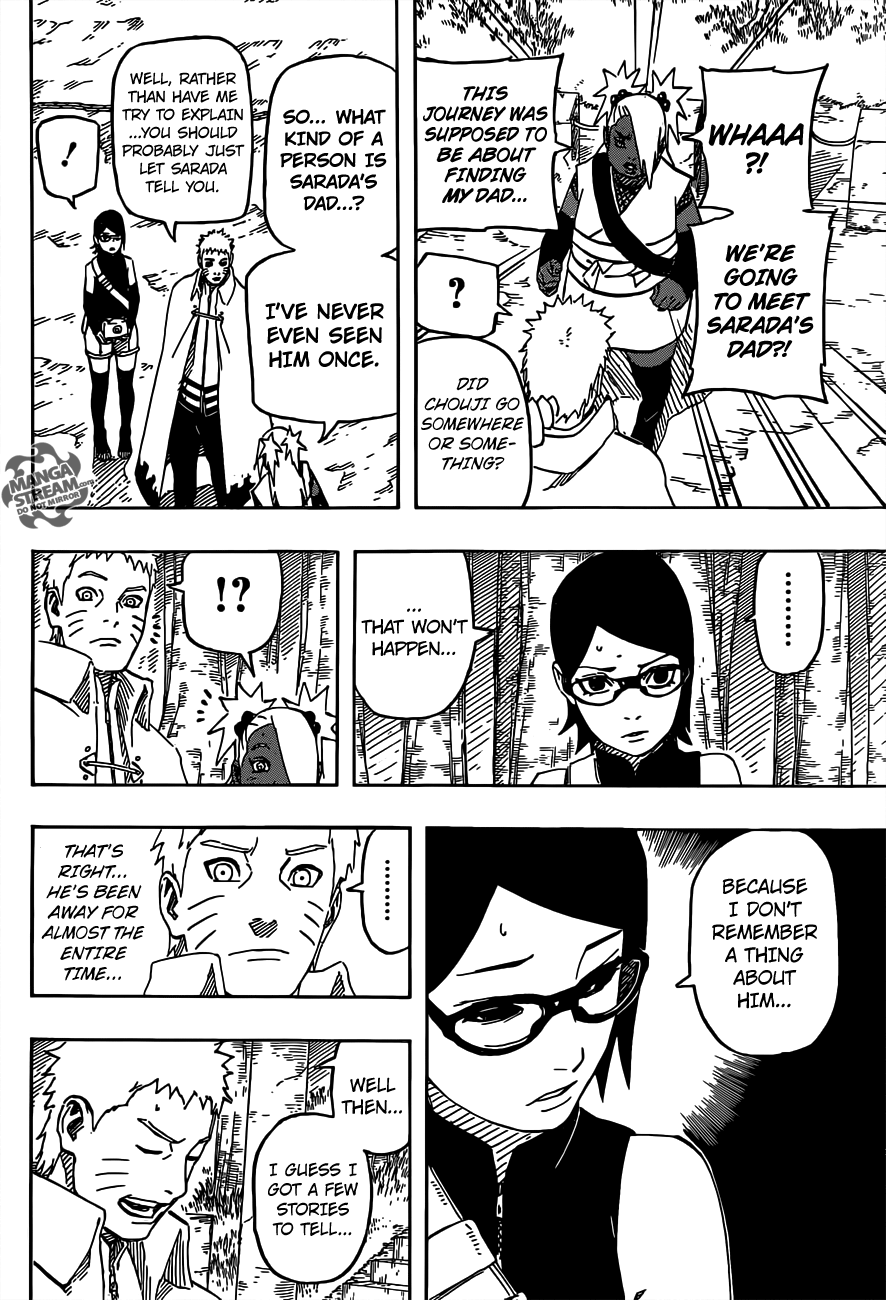 WHAAA
?!
WE'RE
GOING
TO MEET
SARADA'S
DAD?!
THIS
JOURNEY WAS
SUPPOSED TO
BE ABOUT
FINDING
MY DAD...
?
DID
CHOUJI GO
SOMEWHERE
OR SOME-
THING?
SO... WHAT
KIND OF A
PERSON IS
SARADA'S
DAD...?
I'VE NEVER
EVEN SEEN
HIM ONCE.
WELL, RATHER
THAN HAVE ME
TRY TO EXPLAIN
...YOU SHOULD
PROBABLY JUST
LET SARADA
TELL YOU.
!
MANGA
STREAM.com
DO NOT MIRROR
.........
...
THAT WON'T
HAPPEN...
!?
BECAUSE
I DON'T
REMEMBER
A THING
ABOUT
HIM...
.........
THAT'S
RIGHT...
HE'S BEEN
AWAY FOR
ALMOST THE
ENTIRE
TIME...
WELL
THEN...
I GUESS I
GOT A FEW
STORIES
TO TELL...